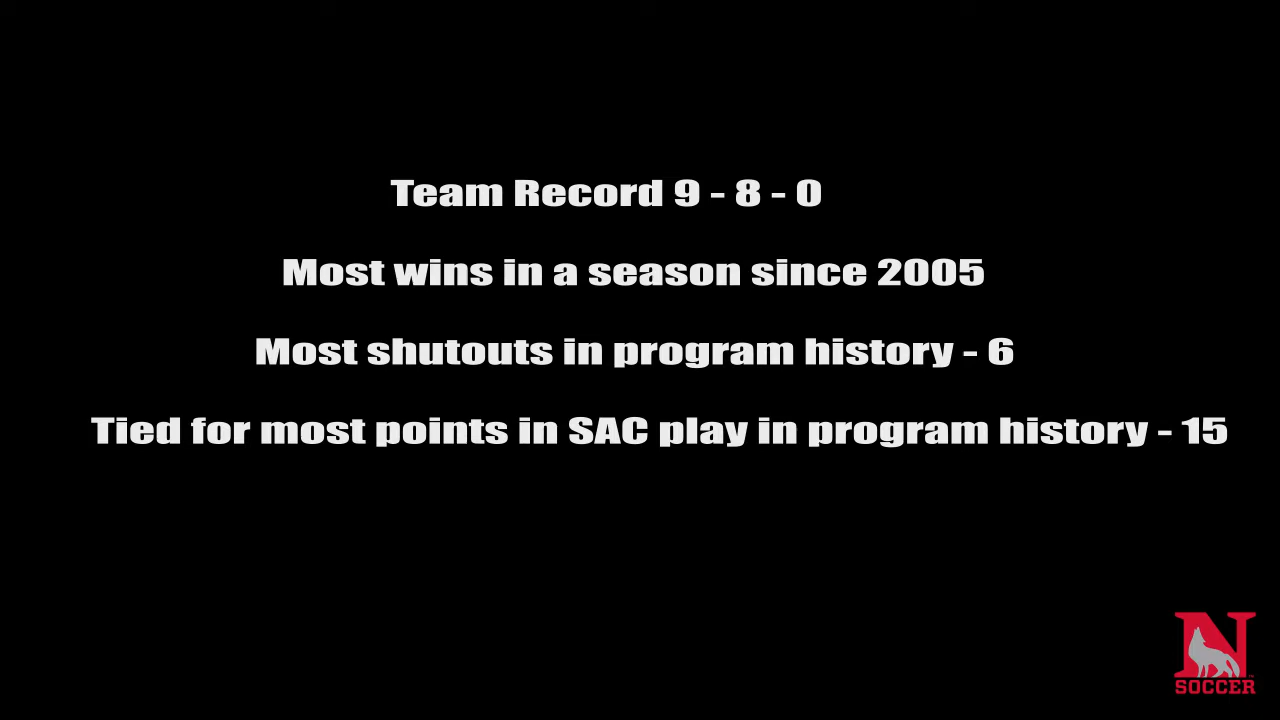 Team Record 9 - 8 - 0
Most wins in a season since 2005
Most shutouts in program history - 6
Tied for most points in SAC play in program history - 15
N
SOCCER